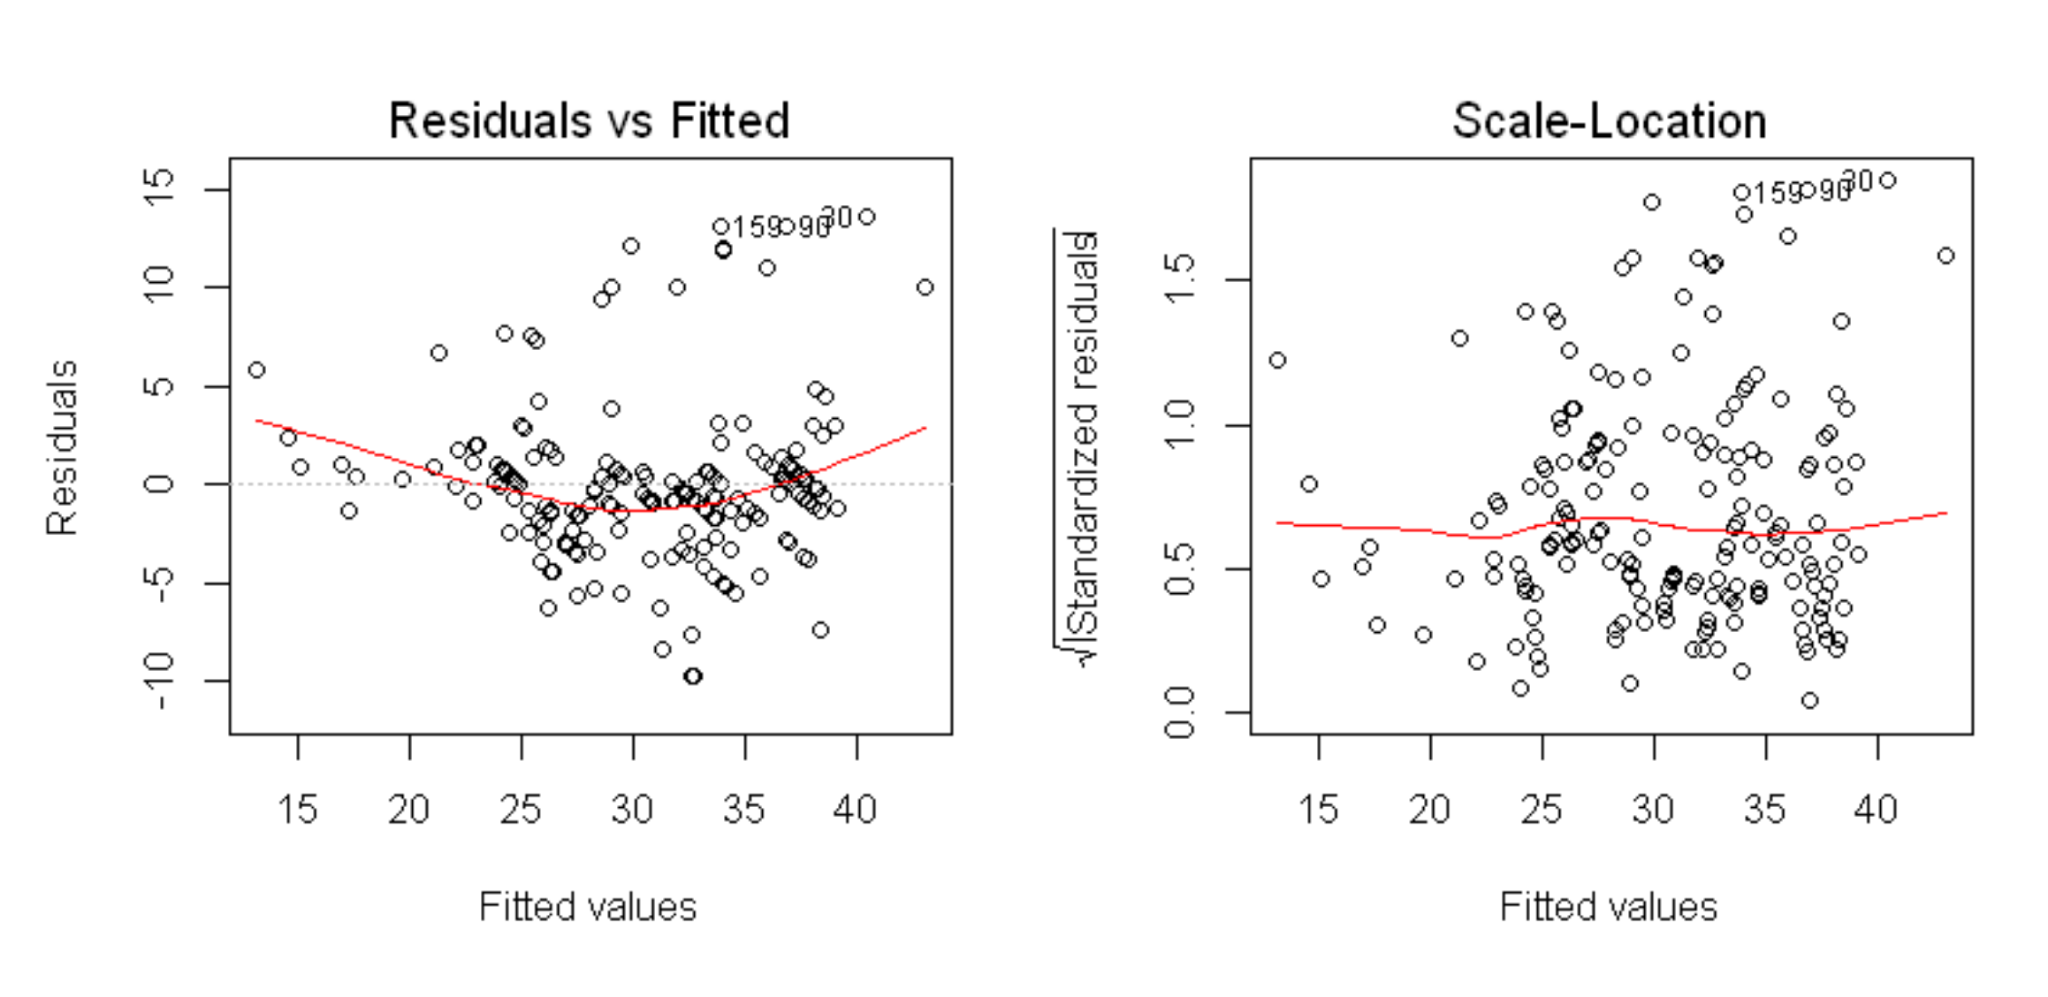 Residuals vs Fitted
15
10
5
0
-5
-10
Residuals
159
90
30
15 20 25 30 35 40
Fitted values
Scale-Location
1.5
1.0
0.5
0.0
√|Standardized residuals|
159
90
30
15 20 25 30 35 40
Fitted values